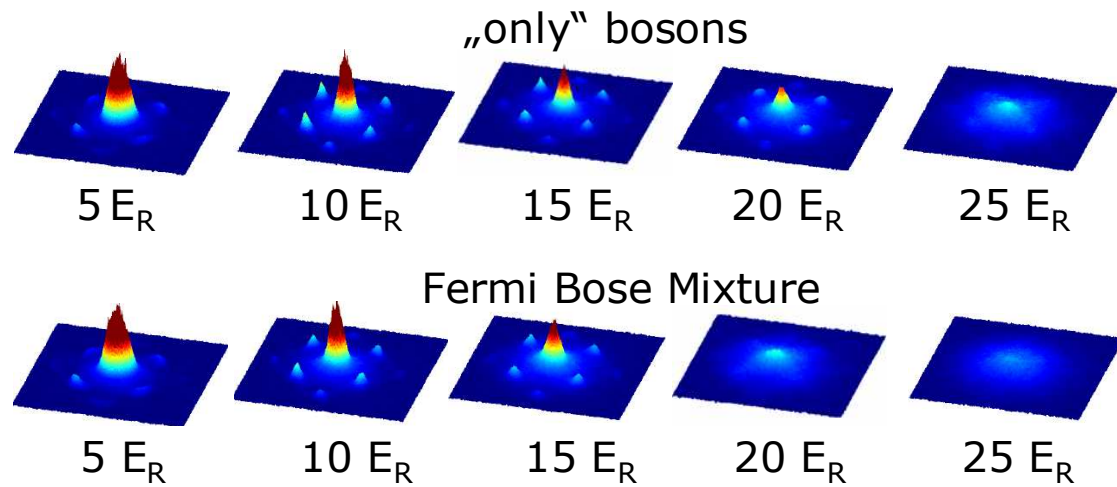 „only“ bosons
5 E_R 10 E_R 15 E_R 20 E_R 25 E_R
Fermi Bose Mixture
5 E_R 10 E_R 15 E_R 20 E_R 25 E_R